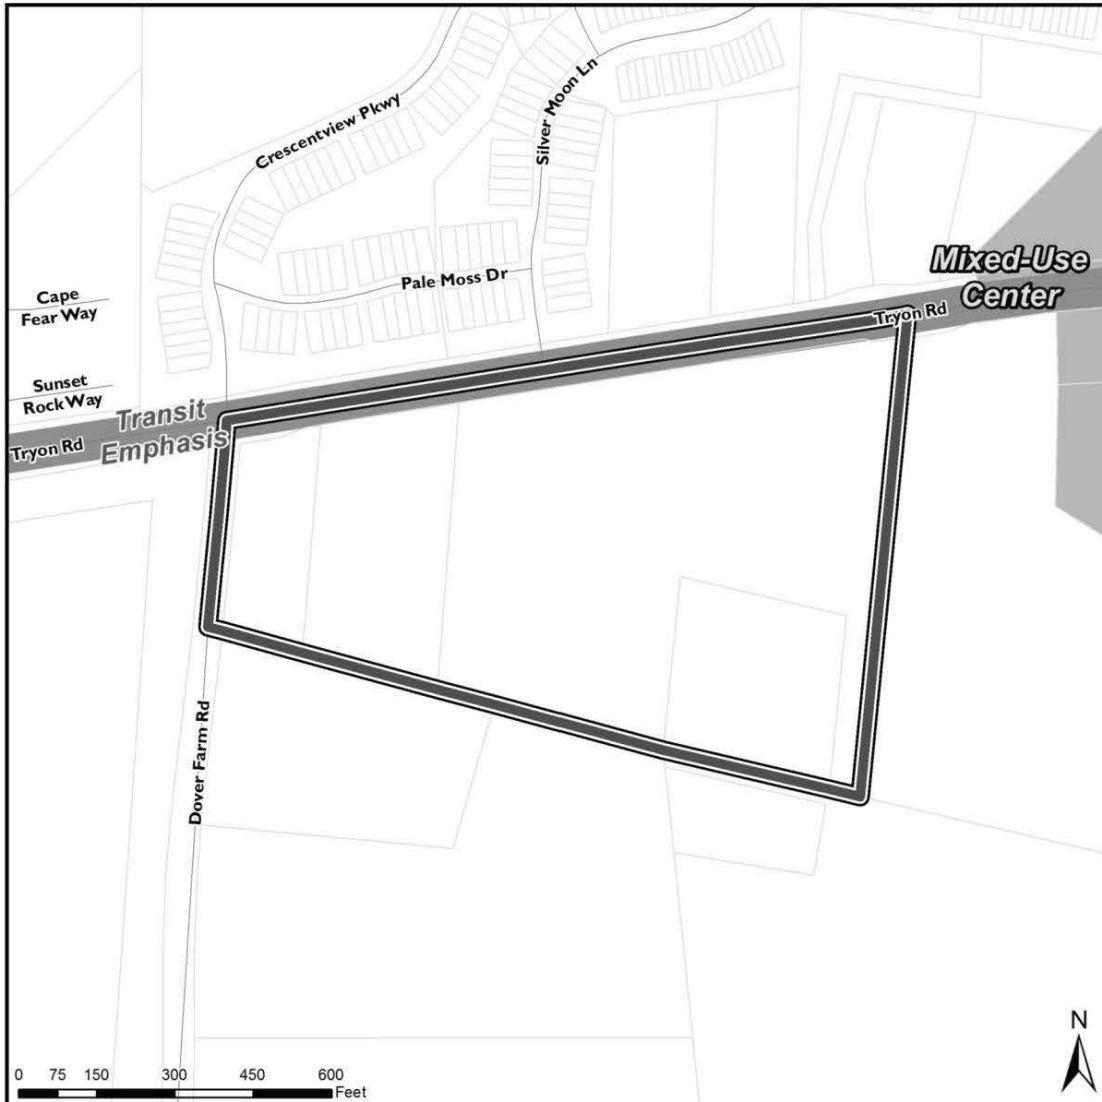 Crescentview Pkwy
Silver Moon Ln
Pale Moss Dr
Cape
Fear Way
Mixed-Use
Center
Tryon Rd
Sunset
Rock Way
Transit
Emphasis
Tryon Rd
Dover Farm Rd
N
0 75 150 300 450 600
Feet